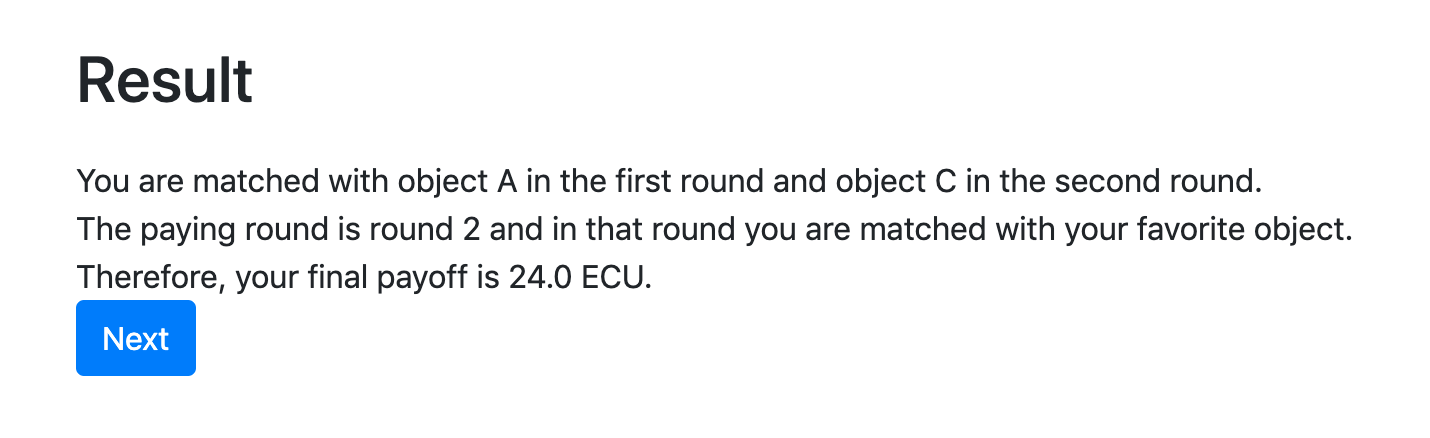 Result
You are matched with object A in the first round and object C in the second round.
The paying round is round 2 and in that round you are matched with your favorite object.
Therefore, your final payoff is 24.0 ECU.
Next